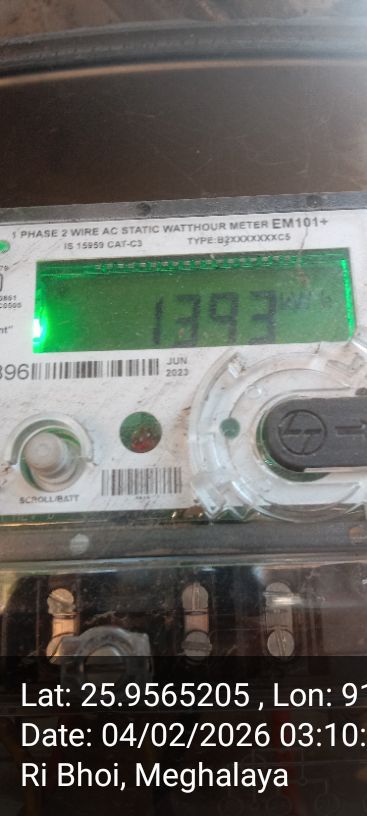 1 PHASE 2 WIRE AC STATIC WATTHOUR METER EM101+
IS 15959 CAT-C3 TYPE:B2XXXXXXXC5
1393 kWh
JUN
2023
SCROLL/BATT
Lat: 25.9565205 , Lon: 91
Date: 04/02/2026 03:10:
Ri Bhoi, Meghalaya